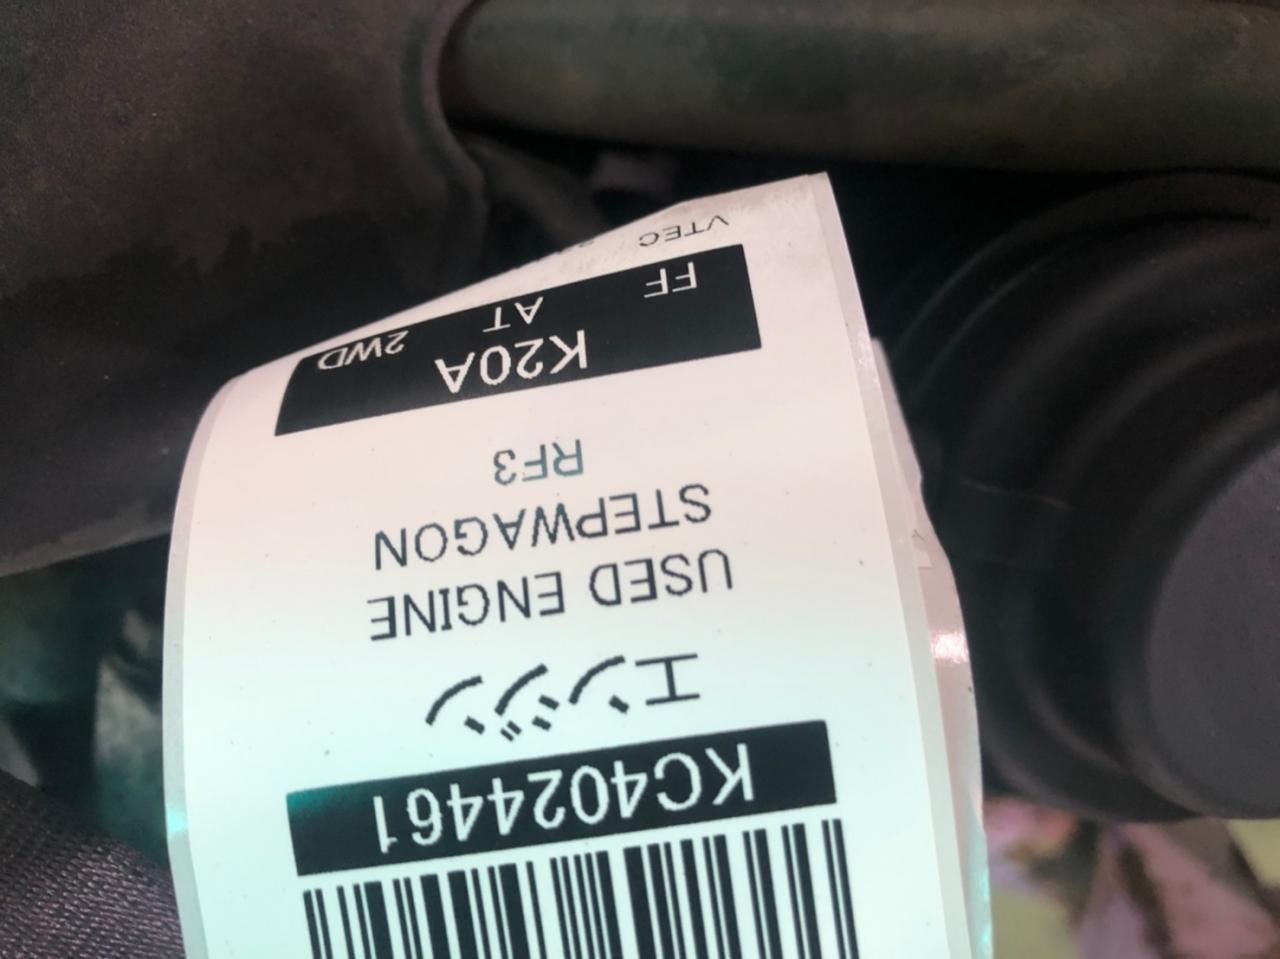 KC4024461
エンジン
USED ENGINE
STEPWAGON
RF3
K20A 2WD
AT
FF
VTEC